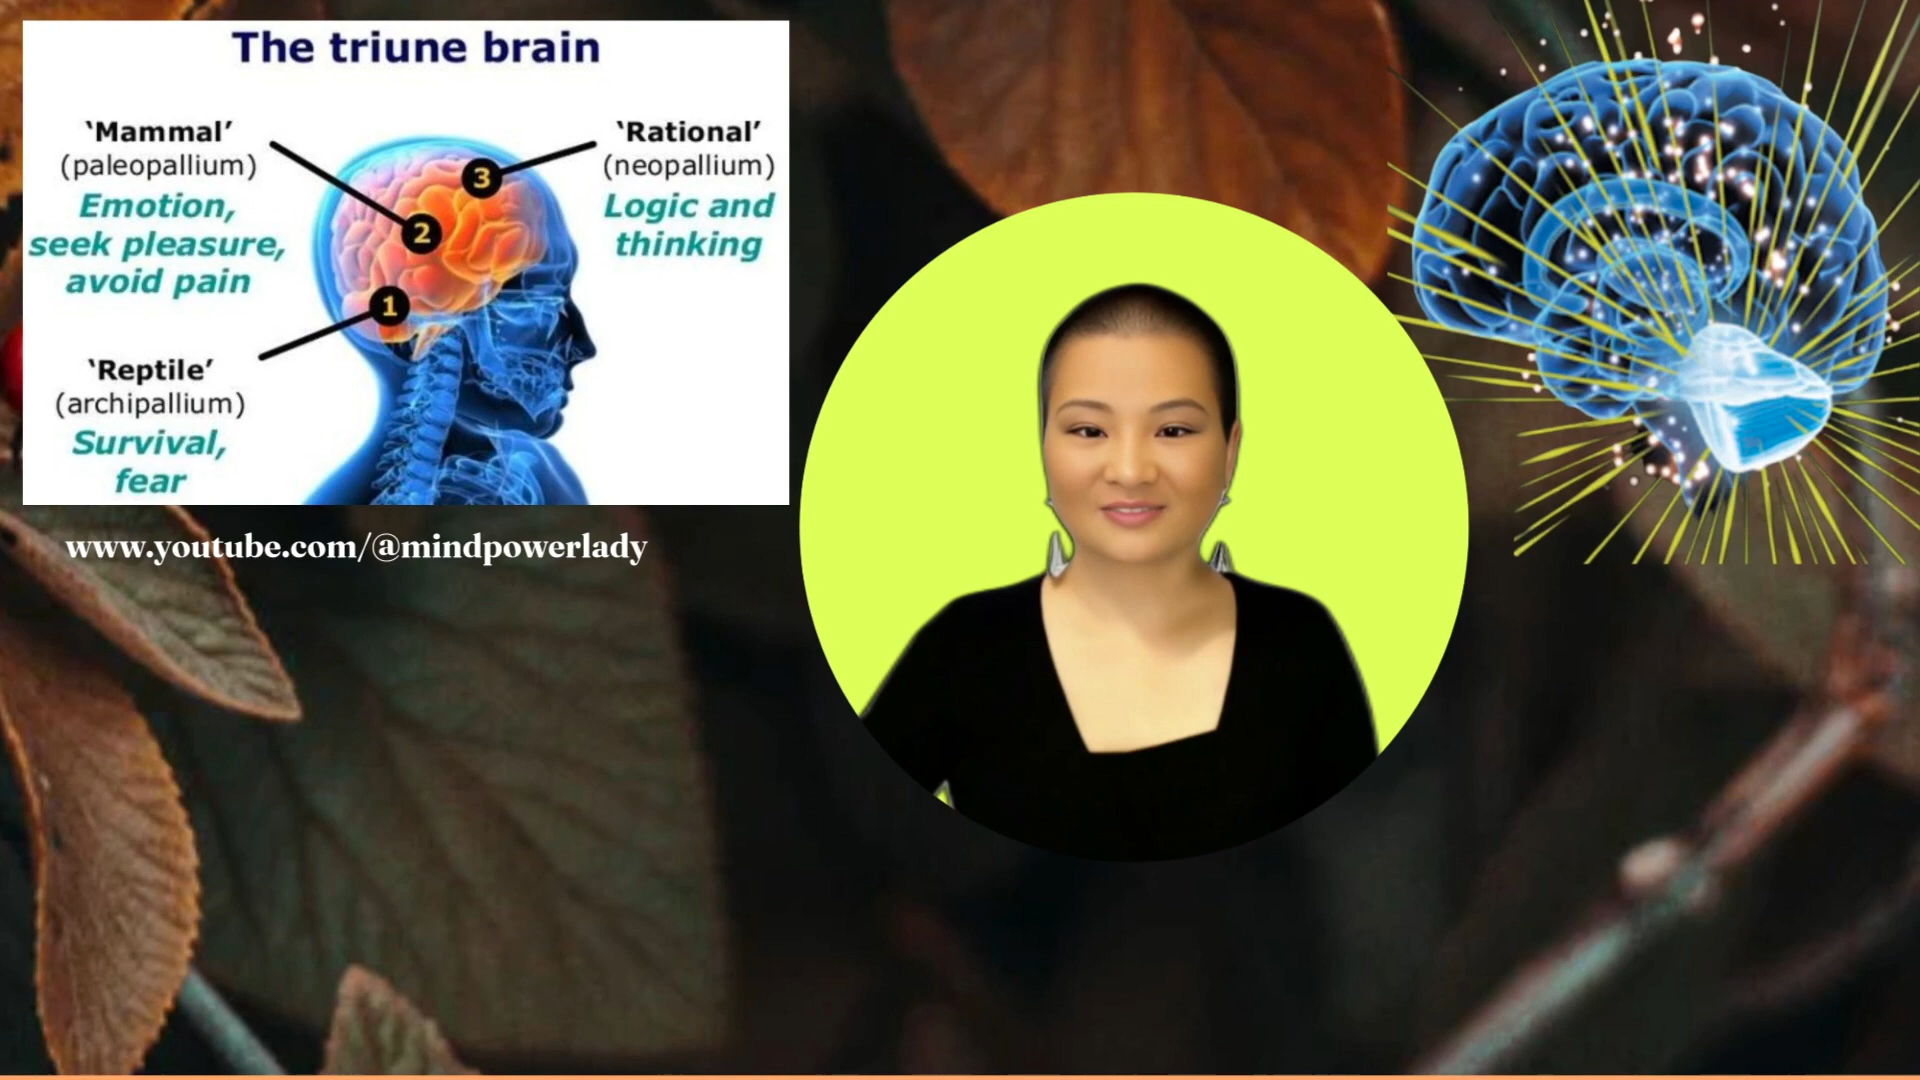 The triune brain
‘Mammal’
(paleopallium)
Emotion,
seek pleasure,
avoid pain
‘Rational’
(neopallium)
Logic and
thinking
3
2
1
‘Reptile’
(archipallium)
Survival,
fear
www.youtube.com/@mindpowerlady